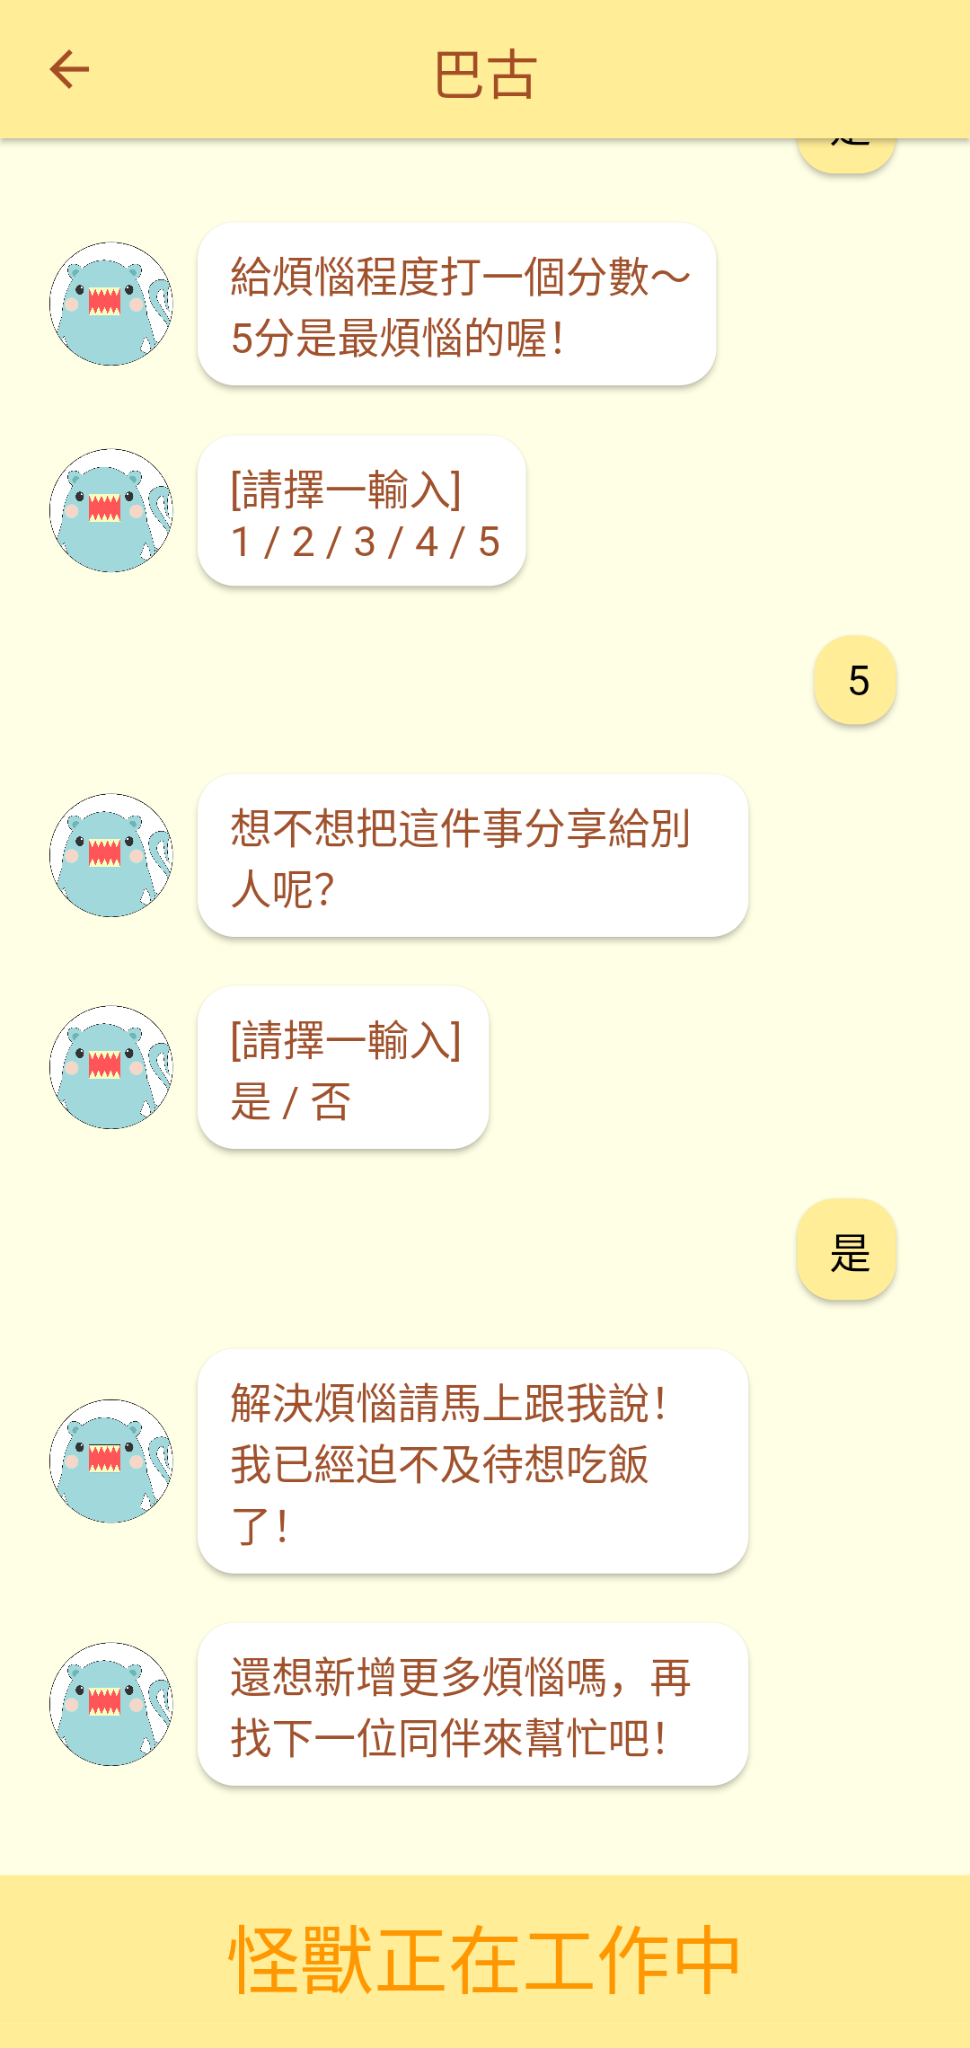 巴古
給煩惱程度打一個分數～
5分是最煩惱的喔！
[請擇一輸入]
1 / 2 / 3 / 4 / 5
5
想不想把這件事分享給別
人呢？
[請擇一輸入]
是 / 否
是
解決煩惱請馬上跟我說！
我已經迫不及待想吃飯
了！
還想新增更多煩惱嗎，再
找下一位同伴來幫忙吧！
怪獸正在工作中